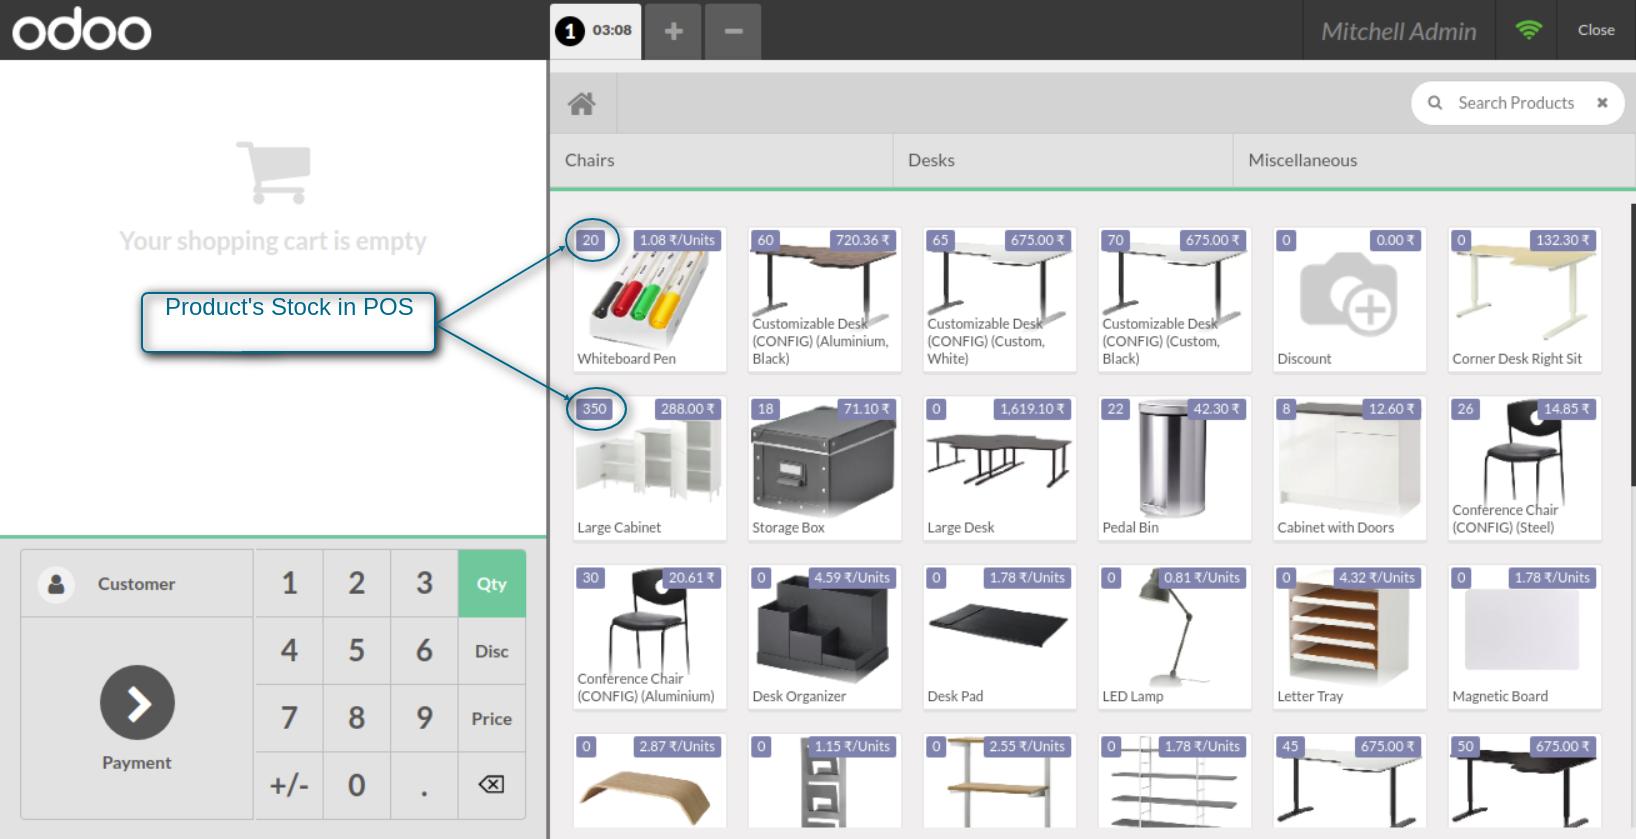 odoo
1 03:08 + −
Mitchell Admin
Close
Search Products ✖
Chairs
Desks
Miscellaneous
Your shopping cart is empty
Product's Stock in POS
20 1.08 ₹/Units
Whiteboard Pen
60 720.36 ₹
Customizable Desk
(CONFIG) (Aluminium,
Black)
65 675.00 ₹
Customizable Desk
(CONFIG) (Custom,
White)
70 675.00 ₹
Customizable Desk
(CONFIG) (Custom,
Black)
0 0.00 ₹
Discount
0 132.30 ₹
Corner Desk Right Sit
350 288.00 ₹
Large Cabinet
18 71.10 ₹
Storage Box
0 1,619.10 ₹
Large Desk
22 42.30 ₹
Pedal Bin
8 12.60 ₹
Cabinet with Doors
26 14.85 ₹
Conference Chair
(CONFIG) (Steel)
30 20.61 ₹
Conference Chair
(CONFIG) (Aluminium)
0 4.59 ₹/Units
Desk Organizer
0 1.78 ₹/Units
Desk Pad
0 0.81 ₹/Units
LED Lamp
0 4.32 ₹/Units
Letter Tray
0 1.78 ₹/Units
Magnetic Board
0 2.87 ₹/Units
0 1.15 ₹/Units
0 2.55 ₹/Units
0 1.78 ₹/Units
45 675.00 ₹
50 675.00 ₹
Customer
Payment
1 2 3 Qty
4 5 6 Disc
7 8 9 Price
+/- 0 .